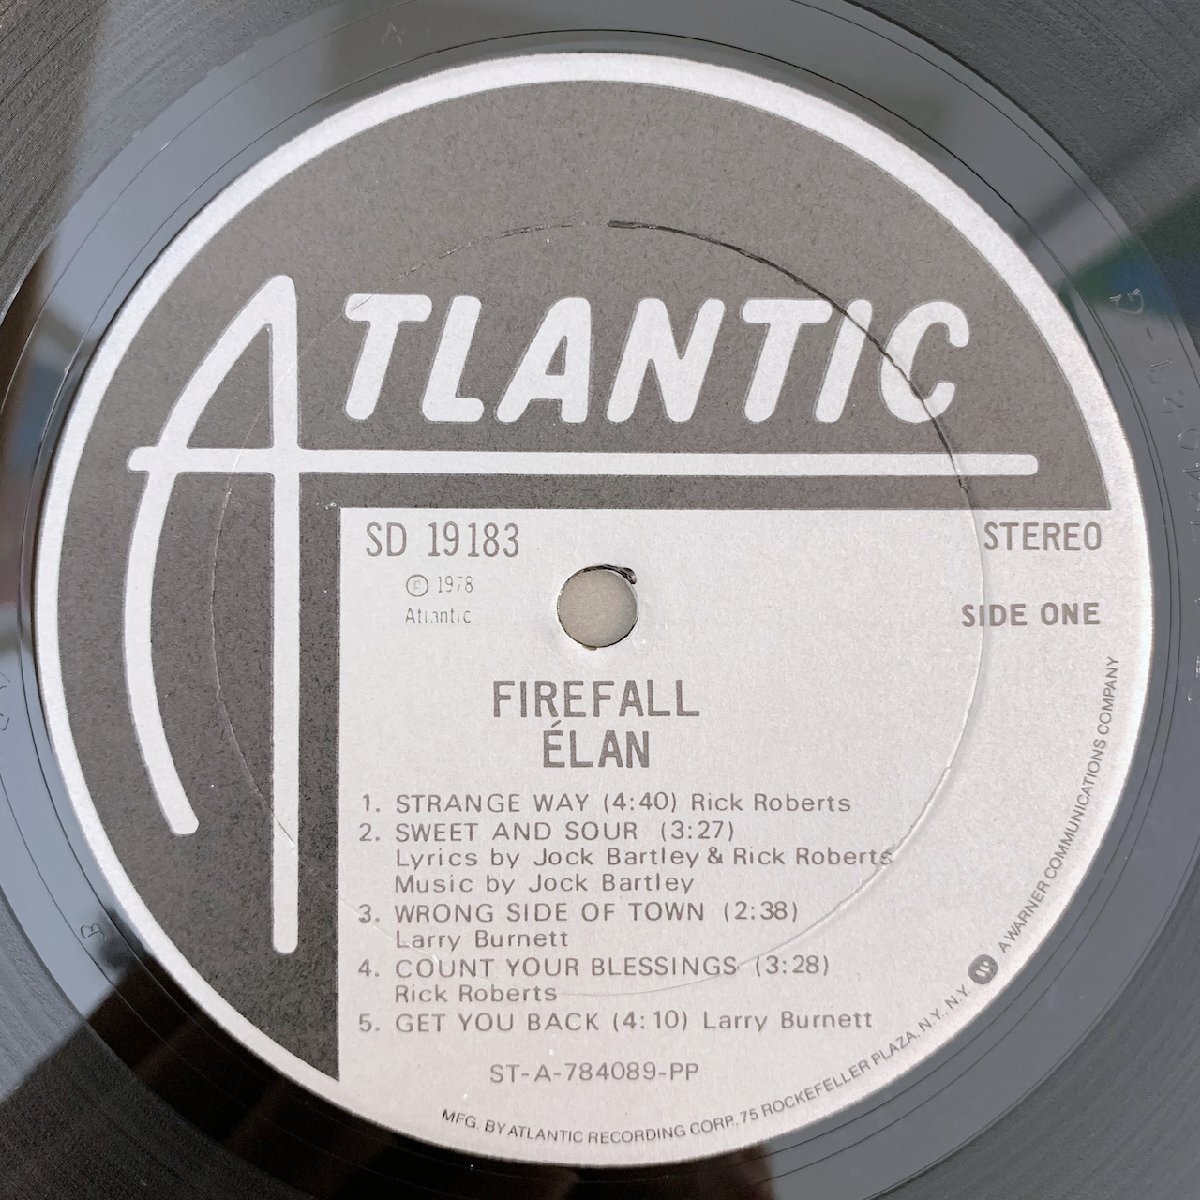 ATLANTIC
SD 19183
STEREO
℗ 1978
Atlantic
SIDE ONE
FIREFALL
ÉLAN
1. STRANGE WAY (4:40) Rick Roberts
2. SWEET AND SOUR (3:27)
Lyrics by Jock Bartley & Rick Roberts
Music by Jock Bartley
3. WRONG SIDE OF TOWN (2:38)
Larry Burnett
4. COUNT YOUR BLESSINGS (3:28)
Rick Roberts
5. GET YOU BACK (4:10) Larry Burnett
ST-A-784089-PP
MFG. BY ATLANTIC RECORDING CORP., 75 ROCKEFELLER PLAZA, N.Y., N.Y. A WARNER COMMUNICATIONS COMPANY